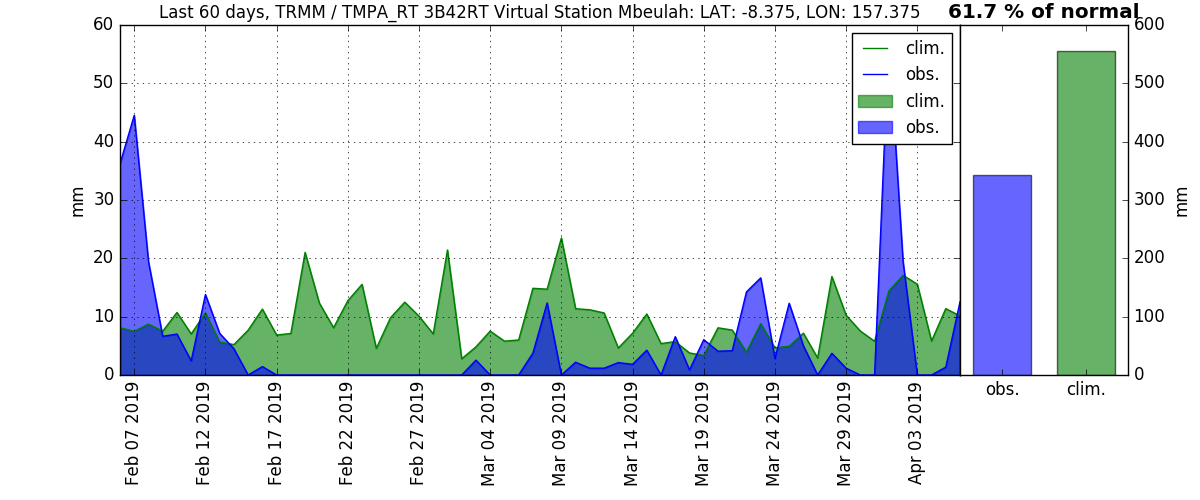 Last 60 days, TRMM / TMPA_RT 3B42RT Virtual Station Mbeulah: LAT: -8.375, LON: 157.375
61.7 % of normal
60
50
40
30
20
10
0
mm
clim.
obs.
clim.
obs.
600
500
400
300
200
100
0
mm
obs.
clim.
Feb 07 2019
Feb 12 2019
Feb 17 2019
Feb 22 2019
Feb 27 2019
Mar 04 2019
Mar 09 2019
Mar 14 2019
Mar 19 2019
Mar 24 2019
Mar 29 2019
Apr 03 2019